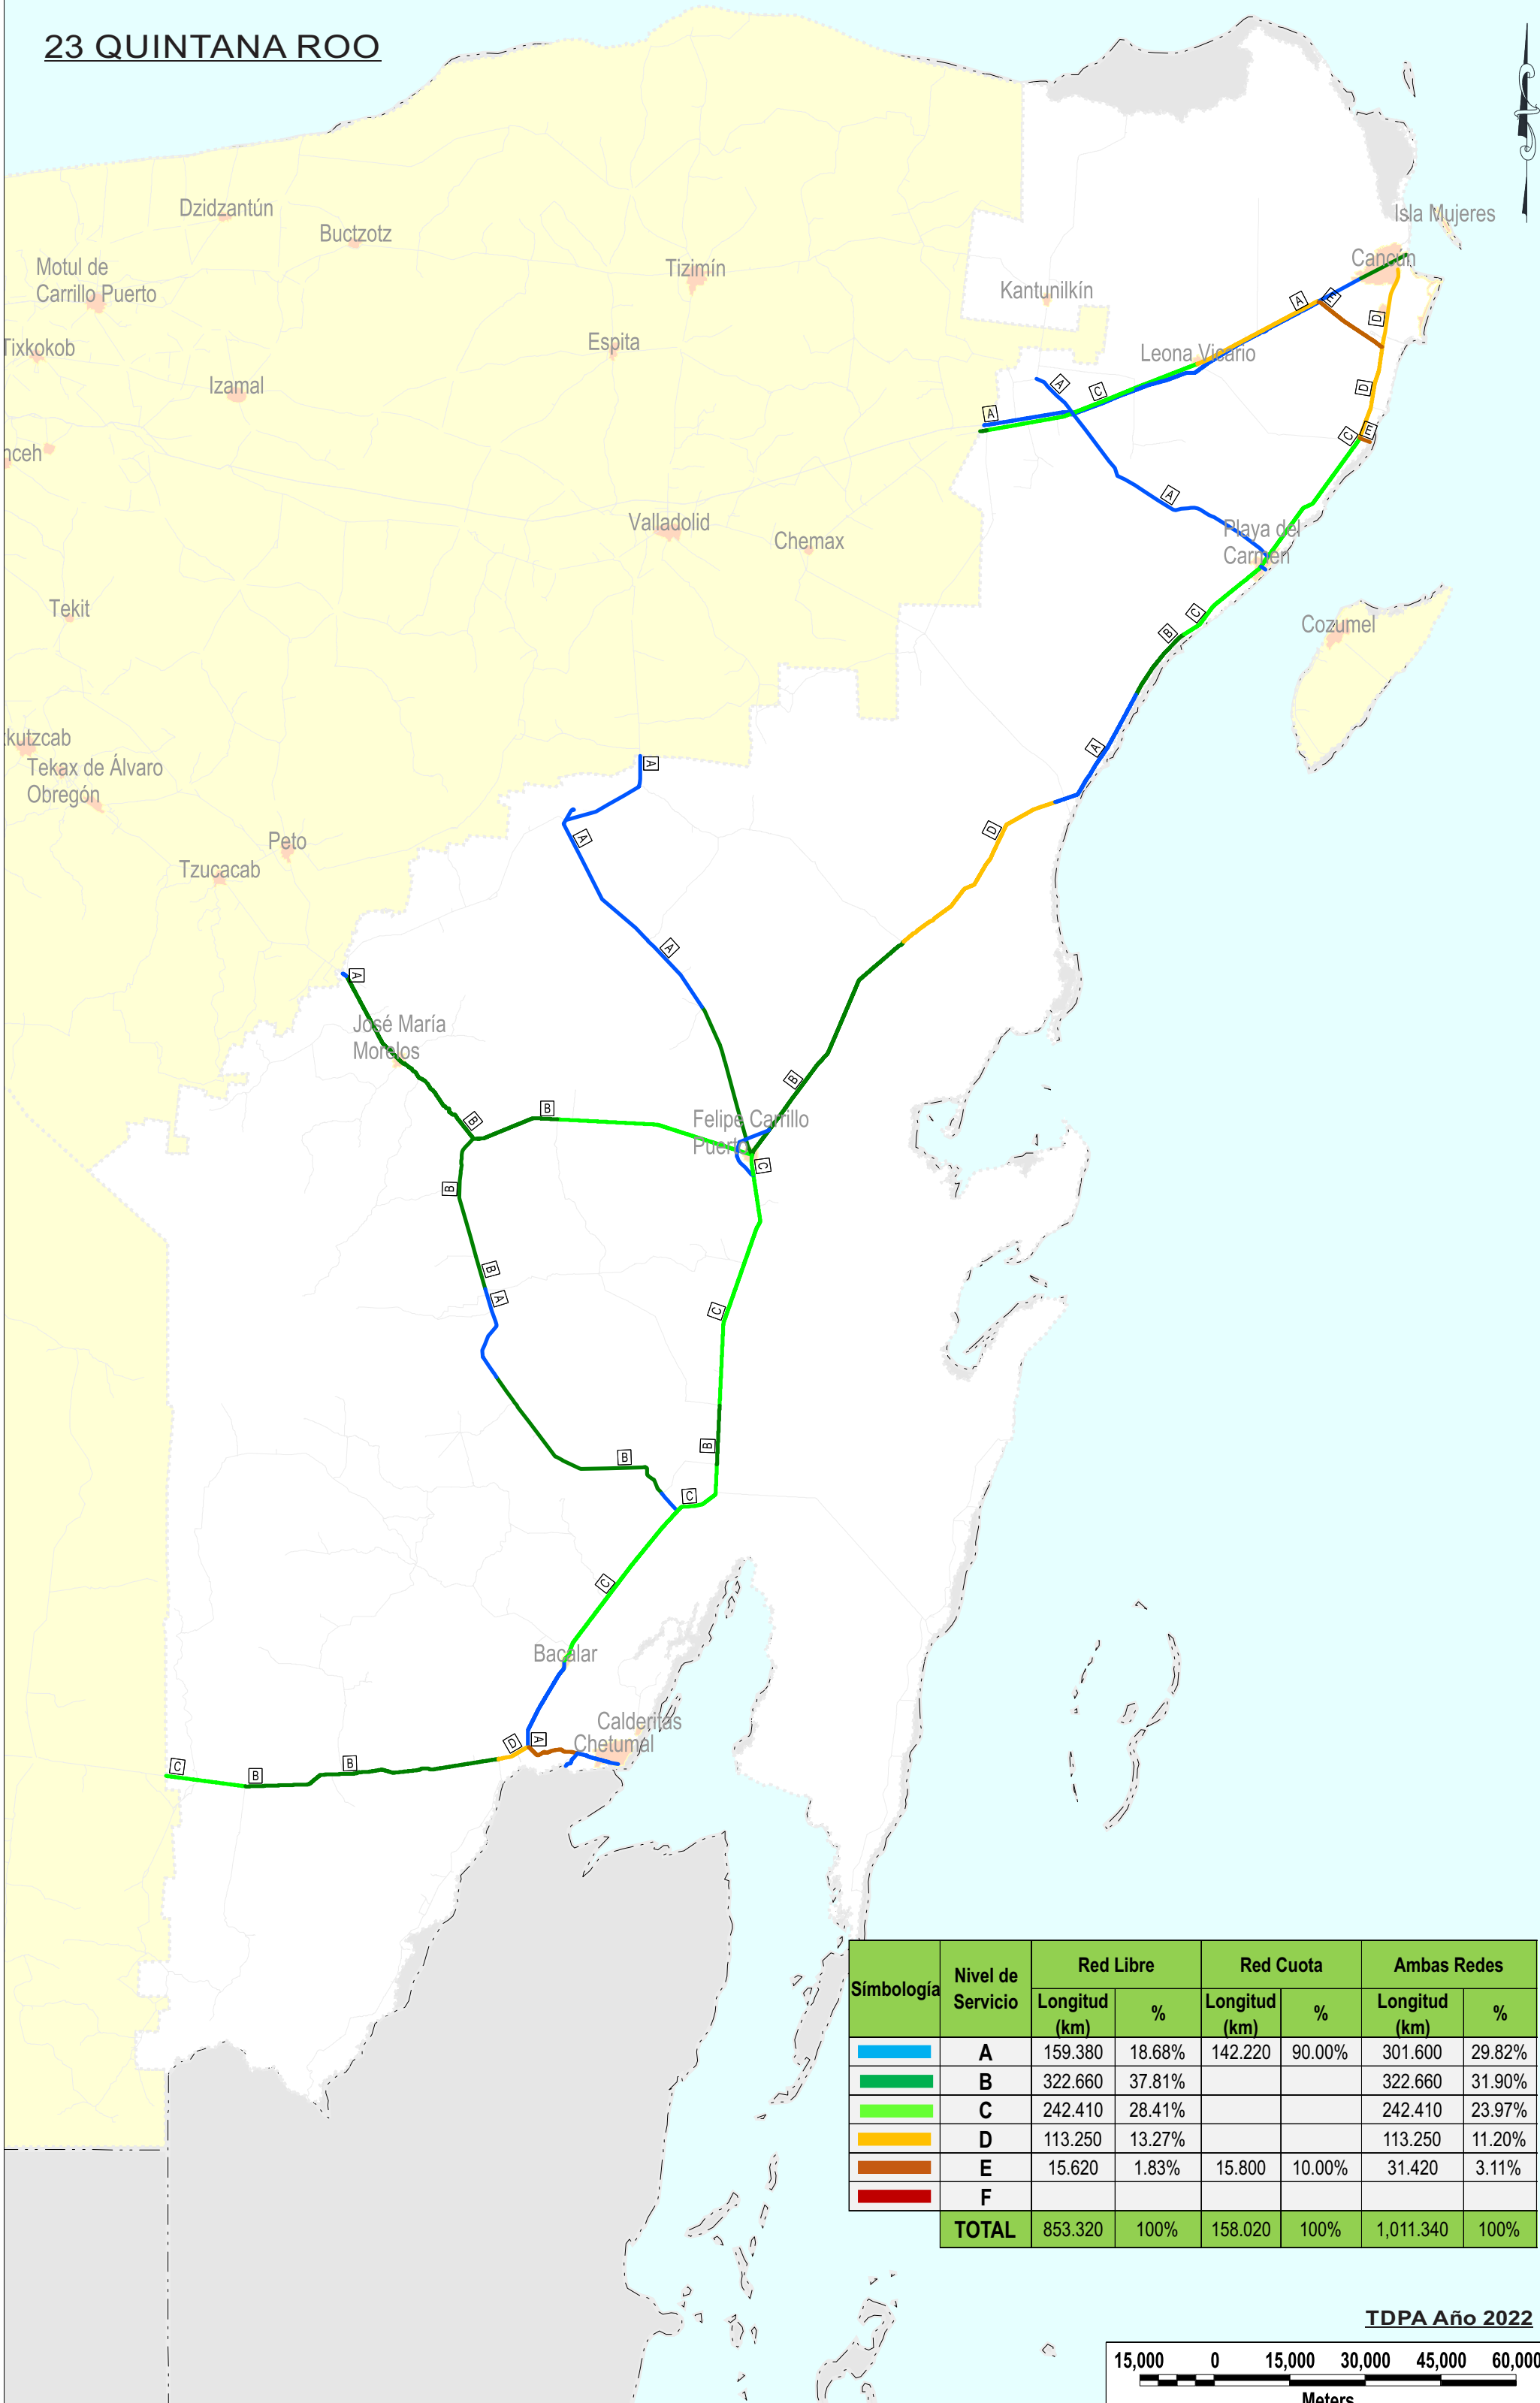 23 QUINTANA ROO
Dzidzantún
Buctzotz
Isla Mujeres
Cancún
Motul de
Carrillo Puerto
Tizimín
Kantunilkín
A
E
D
Tixkokob
Espita
Leona Vicario
Izamal
A
C
D
A
nceh
C
E
A
Valladolid
Chemax
Playa del
Carmen
Tekit
Cozumel
C
B
kutzcab
A
Tekax de Álvaro
Obregón
A
Peto
A
D
Tzucacab
A
A
José María
Morelos
B
B
B
Felipe Carrillo
Puerto
C
B
B
A
C
B
B
C
C
Bacalar
Calderitas
Chetumal
D
A
C
B
B
Símbología
Nivel de
Servicio
Red Libre
Red Cuota
Ambas Redes
Longitud
(km)
%
Longitud
(km)
%
Longitud
(km)
%
A 159.380 18.68% 142.220 90.00% 301.600 29.82%
B 322.660 37.81% 322.660 31.90%
C 242.410 28.41% 242.410 23.97%
D 113.250 13.27% 113.250 11.20%
E 15.620 1.83% 15.800 10.00% 31.420 3.11%
F
TOTAL 853.320 100% 158.020 100% 1,011.340 100%
TDPA Año 2022
15,000 0 15,000 30,000 45,000 60,000
Meters